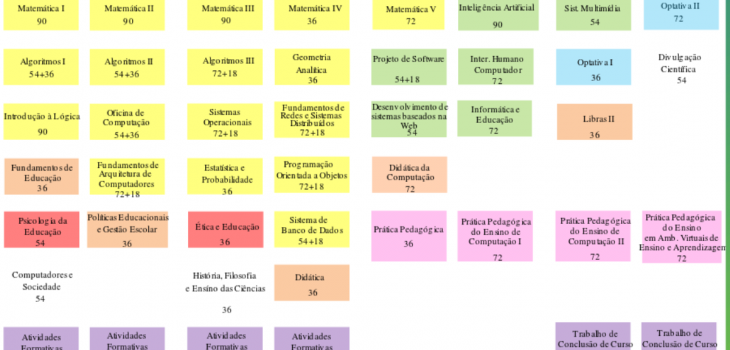 Matemática I
90
Matemática II
90
Matemática III
90
Matemática IV
36
Matemática V
72
Inteligência Artificial
90
Sist. Multimídia
54
Optativa II
72
Algoritmos I
54+36
Algoritmos II
54+36
Algoritmos III
72+18
Geometria
Analítica
36
Projeto de Software
54+18
Inter. Humano
Computador
72
Optativa I
36
Divulgação
Científica
54
Introdução à Lógica
90
Oficina de
Computação
54+36
Sistemas
Operacionais
72+18
Fundamentos de
Redes e Sistemas
Distribuídos
72+18
Desenvolvimento de
sistemas baseados na
Web
54
Informática e
Educação
72
Libras II
36
Fundamentos de
Educação
36
Fundamentos de
Arquitetura de
Computadores
72+18
Estatística e
Probabilidade
36
Programação
Orientada a Objetos
72+18
Didática da
Computação
72
Psicologia da
Educação
54
Políticas Educacionais
e Gestão Escolar
36
Ética e Educação
36
Sistema de
Banco de Dados
54+18
Prática Pedagógica
36
Prática Pedagógica
do Ensino de
Computação I
72
Prática Pedagógica
do Ensino de
Computação II
72
Prática Pedagógica
do Ensino
em Amb. Virtuais de
Ensino e Aprendizagem
72
Computadores e
Sociedade
54
História, Filosofia
e Ensino das Ciências
36
Didática
36
Atividades
Formativas
Atividades
Formativas
Atividades
Formativas
Atividades
Formativas
Trabalho de
Conclusão de Curso
Trabalho de
Conclusão de Curso